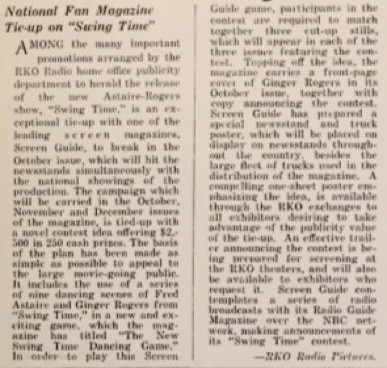 National Fan Magazine
Tie-up on "Swing Time"
AMONG the many important
promotions arranged by the
RKO Radio home office publicity
department to herald the release
of the new Astaire-Rogers
show, "Swing Time," is an ex-
ceptional tie-up with one of the
leading screen magazines,
Screen Guide, to break in the
October issue, which will hit the
newsstands simultaneously with
the national showings of the
production. The campaign which
will be carried in the October,
November and December issues
of the magazine, is tied-up with
a novel contest idea offering $2,-
500 in 250 cash prizes. The basis
of the plan has been made as
simple as possible to appeal to
the large movie-going public.
It includes the use of a series
of nine dancing scenes of Fred
Astaire and Ginger Rogers from
"Swing Time," in a new and ex-
citing game, which the mag-
azine has titled "The New
Swing Time Dancing Game."
In order to play this Screen
Guide game, participants in the
contest are required to match
together three cut-up stills,
which will appear in each of the
three issues featuring the con-
test. Topping off the idea, the
magazine carries a front-page
cover of Ginger Rogers in its
October issue, together with
copy announcing the contest.
Screen Guide has prepared a
special newsstand and truck
poster, which will be placed on
display on newsstands through-
out the country, besides the
large fleet of trucks used in the
distribution of the magazine. A
compelling one-sheet poster em-
phasizing the idea, is available
through the RKO exchanges to
all exhibitors desiring to take
advantage of the publicity value
of the tie-up. An effective trail-
er announcing the contest is be-
ing prepared for screening at
the RKO theaters, and will also
be available to exhibitors who
request it. Screen Guide con-
templates a series of radio
broadcasts with its Radio Guide
Magazine over the NBC net-
work, making announcements of
its "Swing Time" contest.
—RKO Radio Pictures.